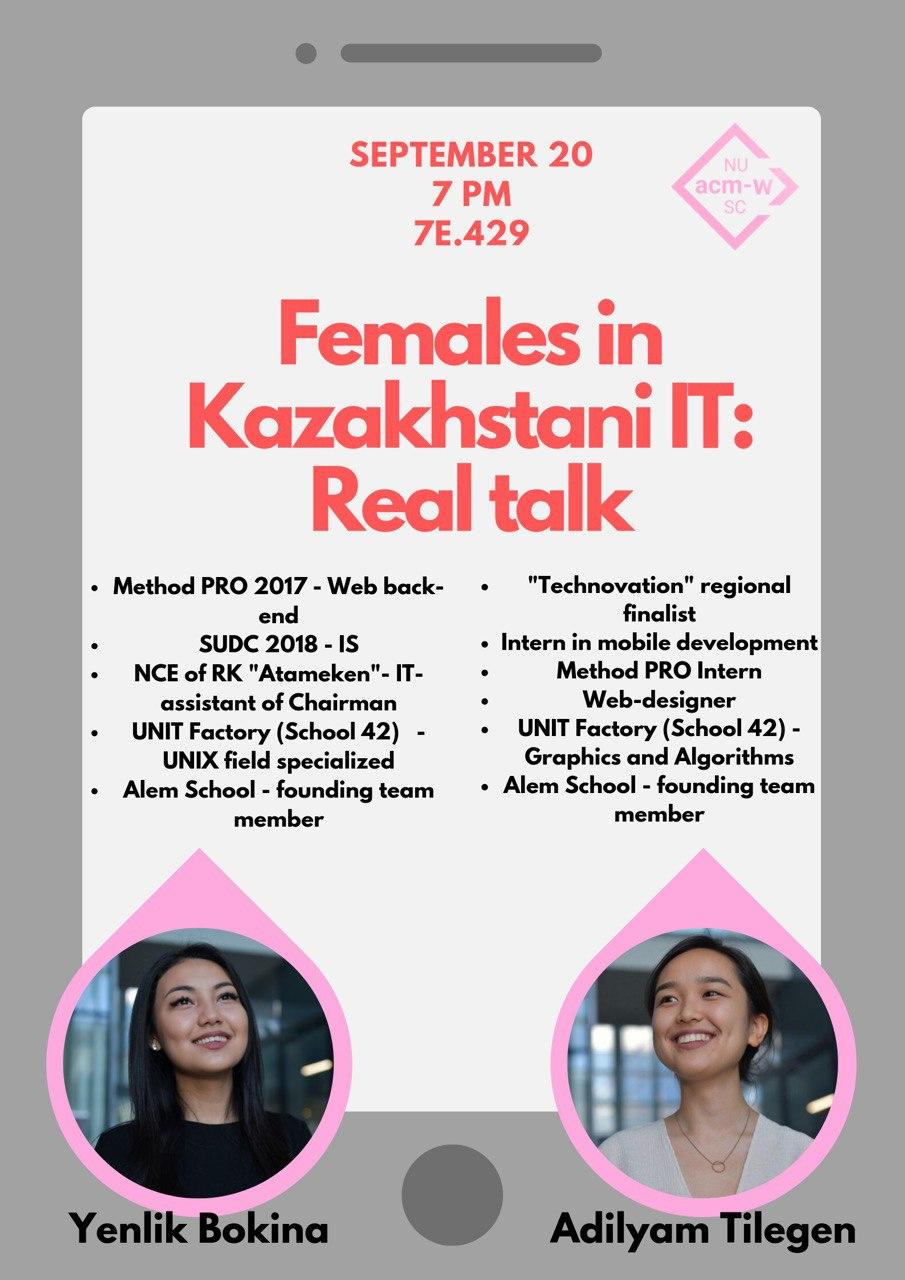 SEPTEMBER 20
7 PM
7E.429
NU
acm-w
SC
Females in
Kazakhstani IT:
Real talk
• Method PRO 2017 - Web back-
end
• SUDC 2018 - IS
• NCE of RK "Atameken"- IT-
assistant of Chairman
• UNIT Factory (School 42) -
UNIX field specialized
• Alem School - founding team
member
• "Technovation" regional
finalist
• Intern in mobile development
• Method PRO Intern
• Web-designer
• UNIT Factory (School 42) -
Graphics and Algorithms
• Alem School - founding team
member
Yenlik Bokina
Adilyam Tilegen